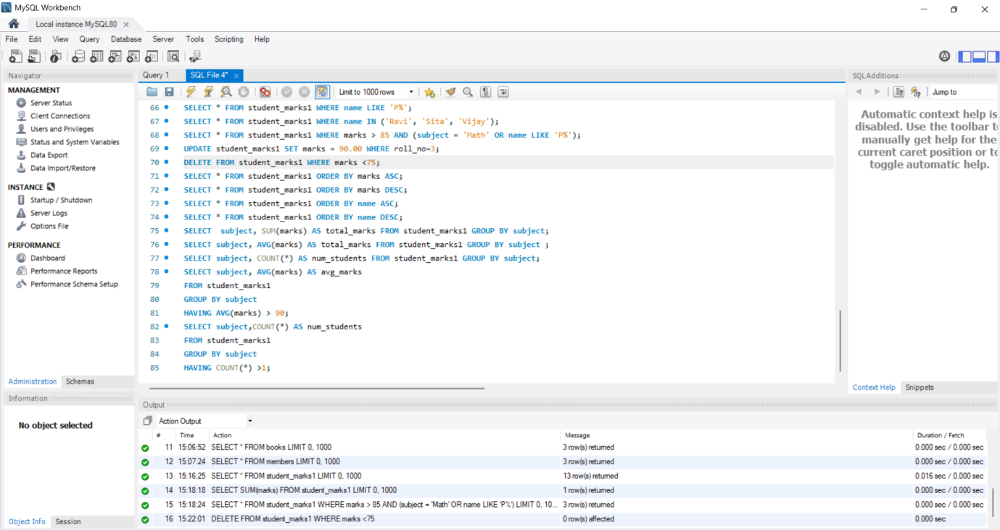 MySQL Workbench
Local instance MySQL80
File Edit View Query Database Server Tools Scripting Help
Navigator
MANAGEMENT
Server Status
Client Connections
Users and Privileges
Status and System Variables
Data Export
Data Import/Restore
INSTANCE
Startup / Shutdown
Server Logs
Options File
PERFORMANCE
Dashboard
Performance Reports
Performance Schema Setup
Administration Schemas
Information
No object selected
Object Info Session
Query 1 SQL File 4*
Limit to 1000 rows
66 SELECT * FROM student_marks1 WHERE name LIKE 'P%';
67 SELECT * FROM student_marks1 WHERE name IN ('Ravi', 'Sita', 'Vijay');
68 SELECT * FROM student_marks1 WHERE marks > 85 AND (subject = 'Math' OR name LIKE 'P%');
69 UPDATE student_marks1 SET marks = 90.00 WHERE roll_no=3;
70 DELETE FROM student_marks1 WHERE marks <75;
71 SELECT * FROM student_marks1 ORDER BY marks ASC;
72 SELECT * FROM student_marks1 ORDER BY marks DESC;
73 SELECT * FROM student_marks1 ORDER BY name ASC;
74 SELECT * FROM student_marks1 ORDER BY name DESC;
75 SELECT  subject, SUM(marks) AS total_marks FROM student_marks1 GROUP BY subject;
76 SELECT subject, AVG(marks) AS total_marks FROM student_marks1 GROUP BY subject ;
77 SELECT subject, COUNT(*) AS num_students FROM student_marks1 GROUP BY subject;
78 SELECT subject, AVG(marks) AS avg_marks
79 FROM student_marks1
80 GROUP BY subject
81 HAVING AVG(marks) > 90;
82 SELECT subject,COUNT(*) AS num_students
83 FROM student_marks1
84 GROUP BY subject
85 HAVING COUNT(*) >1;
SQLAdditions
Jump to
Automatic context help is
disabled. Use the toolbar t
manually get help for the
current caret position or to
toggle automatic help.
Context Help Snippets
Output
Action Output
# Time Action Message Duration / Fetch
11 15:06:52 SELECT * FROM books LIMIT 0, 1000 3 row(s) returned 0.000 sec / 0.000 sec
12 15:07:24 SELECT * FROM members LIMIT 0, 1000 3 row(s) returned 0.000 sec / 0.000 sec
13 15:16:25 SELECT * FROM student_marks1 LIMIT 0, 1000 13 row(s) returned 0.016 sec / 0.000 sec
14 15:18:18 SELECT SUM(marks) FROM student_marks1 LIMIT 0, 1000 1 row(s) returned 0.000 sec / 0.000 sec
15 15:18:24 SELECT * FROM student_marks1 WHERE marks > 85 AND (subject = 'Math' OR name LIKE 'P%') LIMIT 0, 10... 3 row(s) returned 0.000 sec / 0.000 sec
16 15:22:01 DELETE FROM student_marks1 WHERE marks <75 0 row(s) affected 0.000 sec